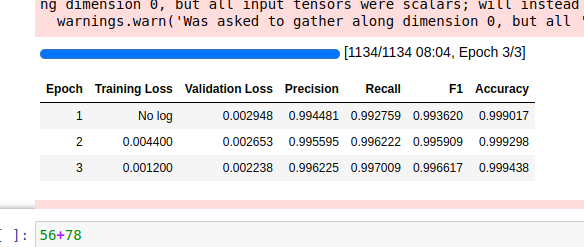 ng dimension 0, but all input tensors were scalars; will instead
warnings.warn('Was asked to gather along dimension 0, but all '
[1134/1134 08:04, Epoch 3/3]
Epoch Training Loss Validation Loss Precision Recall F1 Accuracy
1 No log 0.002948 0.994481 0.992759 0.993620 0.999017
2 0.004400 0.002653 0.995595 0.996222 0.995909 0.999298
3 0.001200 0.002238 0.996225 0.997009 0.996617 0.999438
[ ]: 56+78